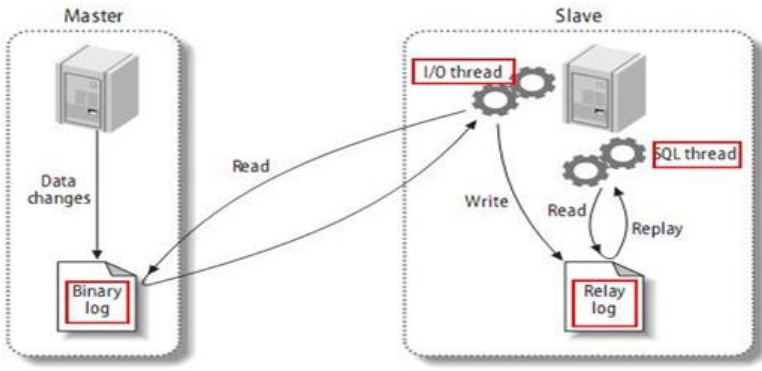 Master
Slave
I/O thread
SQL thread
Read
Data
changes
Write
Read
Replay
Binary
log
Relay
log